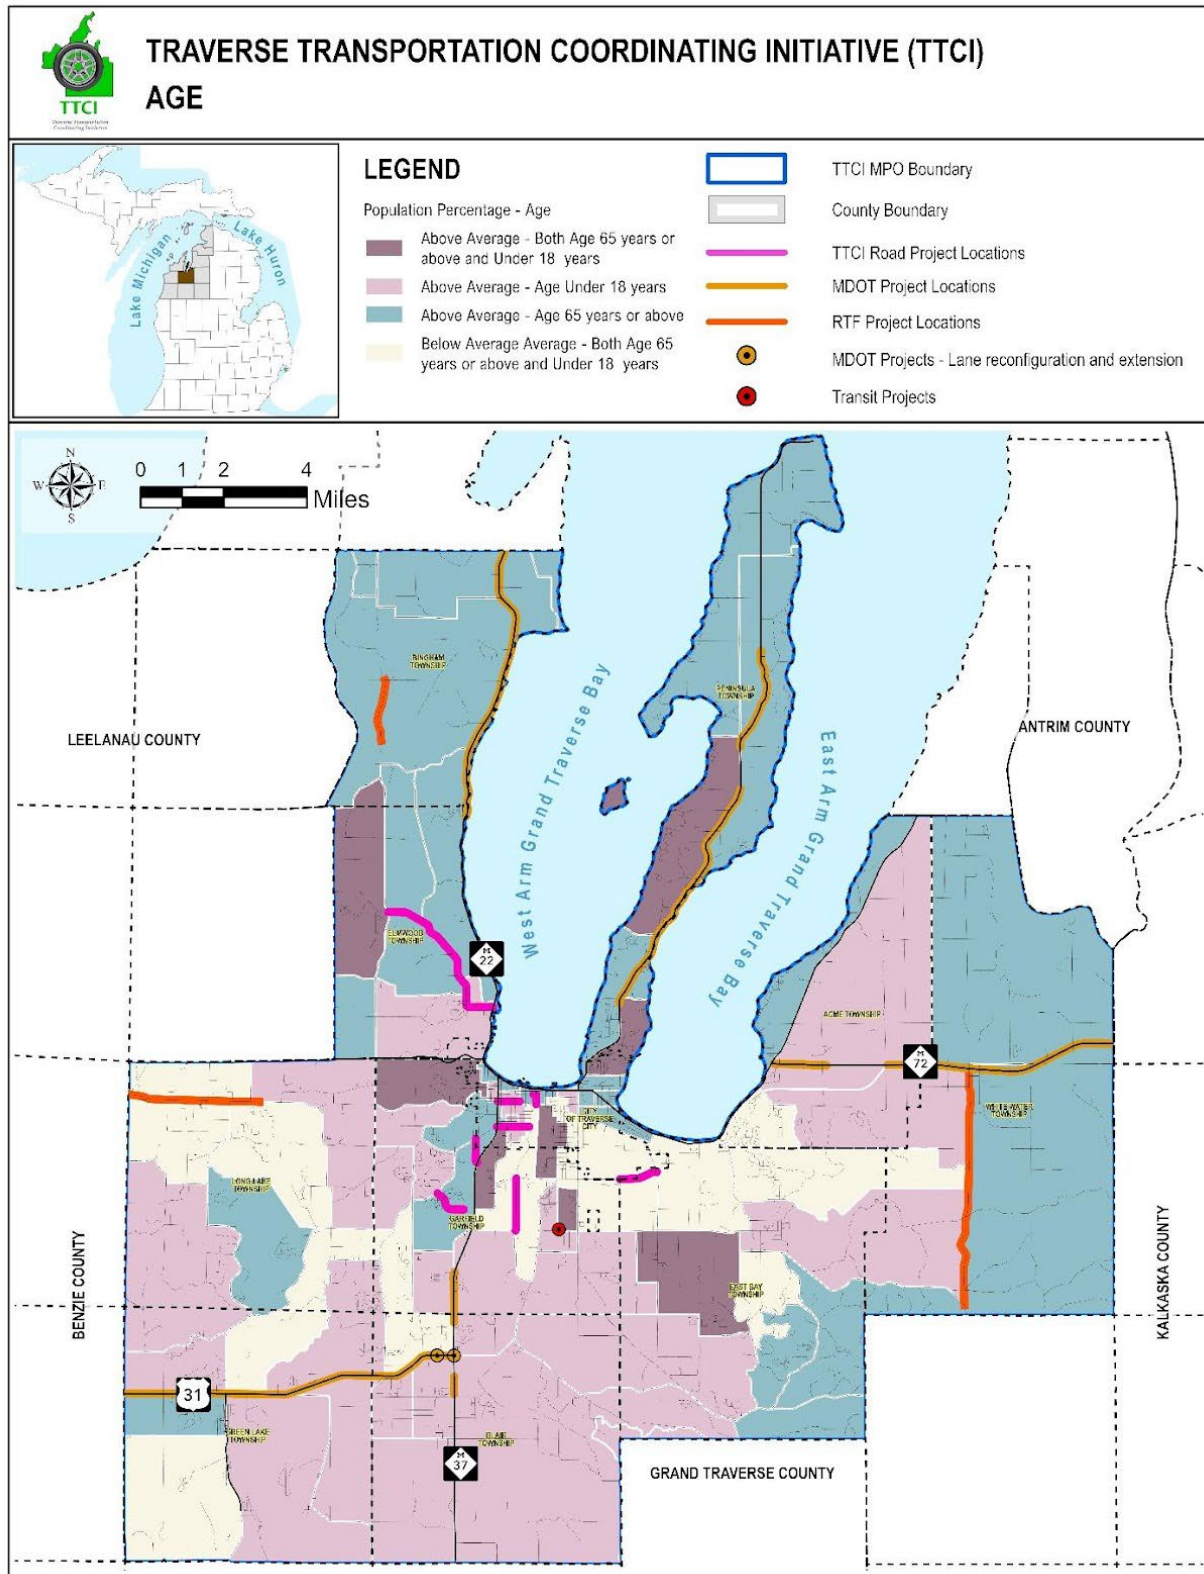 TRAVERSE TRANSPORTATION COORDINATING INITIATIVE (TTCI)
AGE
TTCI
Traverse Transportation
Coordinating Initiative
Lake Michigan
Lake Huron
LEGEND
Population Percentage - Age
Above Average - Both Age 65 years or
above and Under 18 years
Above Average - Age Under 18 years
Above Average - Age 65 years or above
Below Average Average - Both Age 65
years or above and Under 18 years
TTCI MPO Boundary
County Boundary
TTCI Road Project Locations
MDOT Project Locations
RTF Project Locations
MDOT Projects - Lane reconfiguration and extension
Transit Projects
N
W E
S
0 1 2 4
Miles
BINGHAM
TOWNSHIP
PENINSULA
TOWNSHIP
LEELANAU COUNTY
ANTRIM COUNTY
West Arm Grand Traverse Bay
East Arm Grand Traverse Bay
ELMWOOD
TOWNSHIP
M
22
ACME TOWNSHIP
M
72
WHITEWATER
TOWNSHIP
CITY
OF TRAVERSE
CITY
LONG LAKE
TOWNSHIP
GARFIELD
TOWNSHIP
EAST BAY
TOWNSHIP
BENZIE COUNTY
KALKASKA COUNTY
31
GREEN LAKE
TOWNSHIP
BLAIR
TOWNSHIP
M
37
GRAND TRAVERSE COUNTY